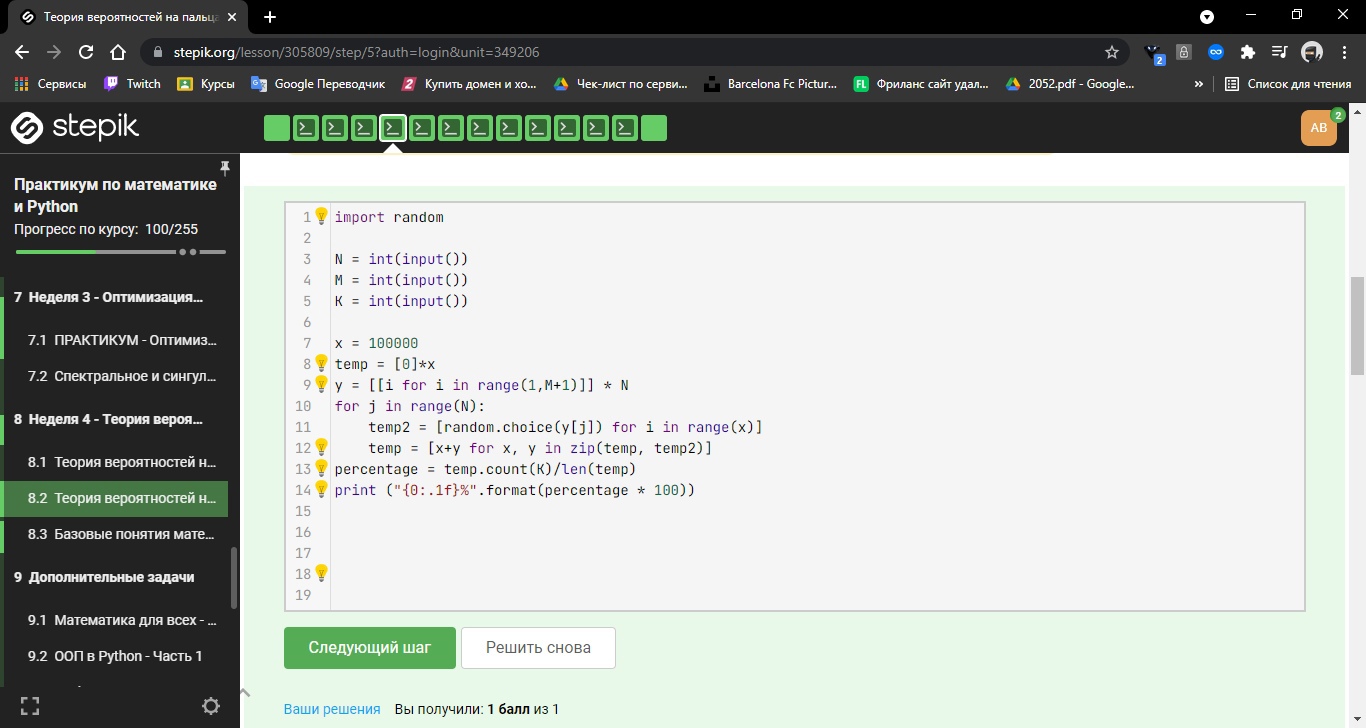 Теория вероятностей на пальца
stepik.org/lesson/305809/step/5?auth=login&unit=349206
2
Сервисы Twitch Курсы Google Переводчик Купить домен и хо... Чек-лист по серви... Barcelona Fc Pictur... FL Фриланс сайт удал... 2052.pdf - Google... » Список для чтения
stepik
AB 2
Практикум по математике
и Python
Прогресс по курсу: 100/255
7 Неделя 3 - Оптимизация...
7.1 ПРАКТИКУМ - Оптимиз...
7.2 Спектральное и сингул...
8 Неделя 4 - Теория вероя...
8.1 Теория вероятностей н...
8.2 Теория вероятностей н...
8.3 Базовые понятия мате...
9 Дополнительные задачи
9.1 Математика для всех - ...
9.2 ООП в Python - Часть 1
1 import random
2
3 N = int(input())
4 M = int(input())
5 K = int(input())
6
7 x = 100000
8 temp = [0]*x
9 y = [[i for i in range(1,M+1)]] * N
10 for j in range(N):
11     temp2 = [random.choice(y[j]) for i in range(x)]
12     temp = [x+y for x, y in zip(temp, temp2)]
13 percentage = temp.count(K)/len(temp)
14 print ("{0:.1f}%".format(percentage * 100))
15
16
17
18
19
Следующий шаг Решить снова
Ваши решения Вы получили: 1 балл из 1